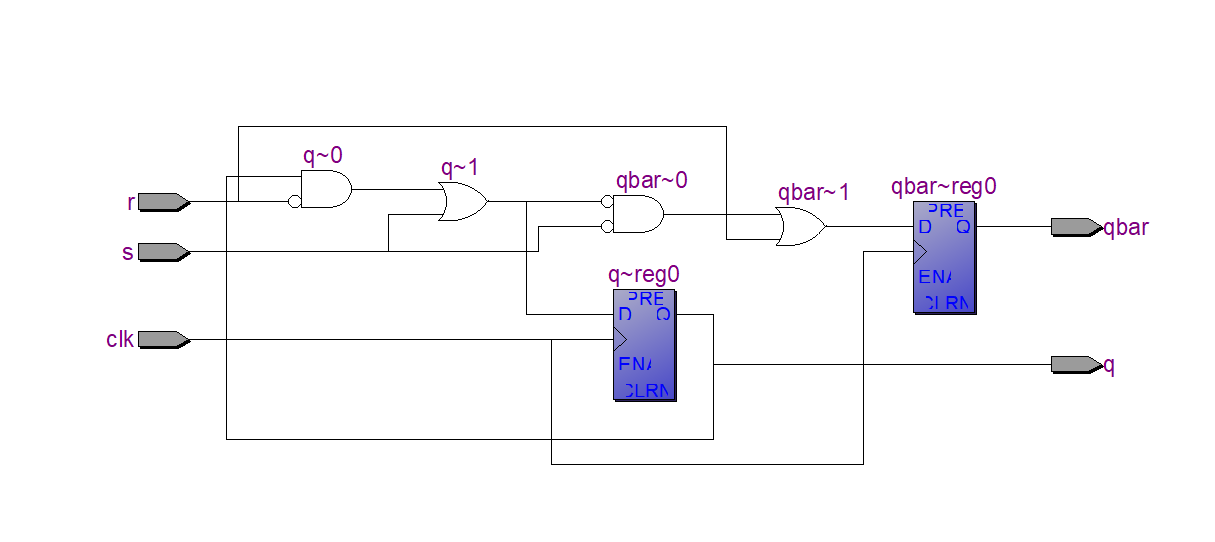 q~0
q~1
qbar~0
qbar~1
qbar~reg0
r
PRE
D Q
qbar
s
ENA
CLRN
q~reg0
PRE
D Q
clk
ENA
CLRN
q